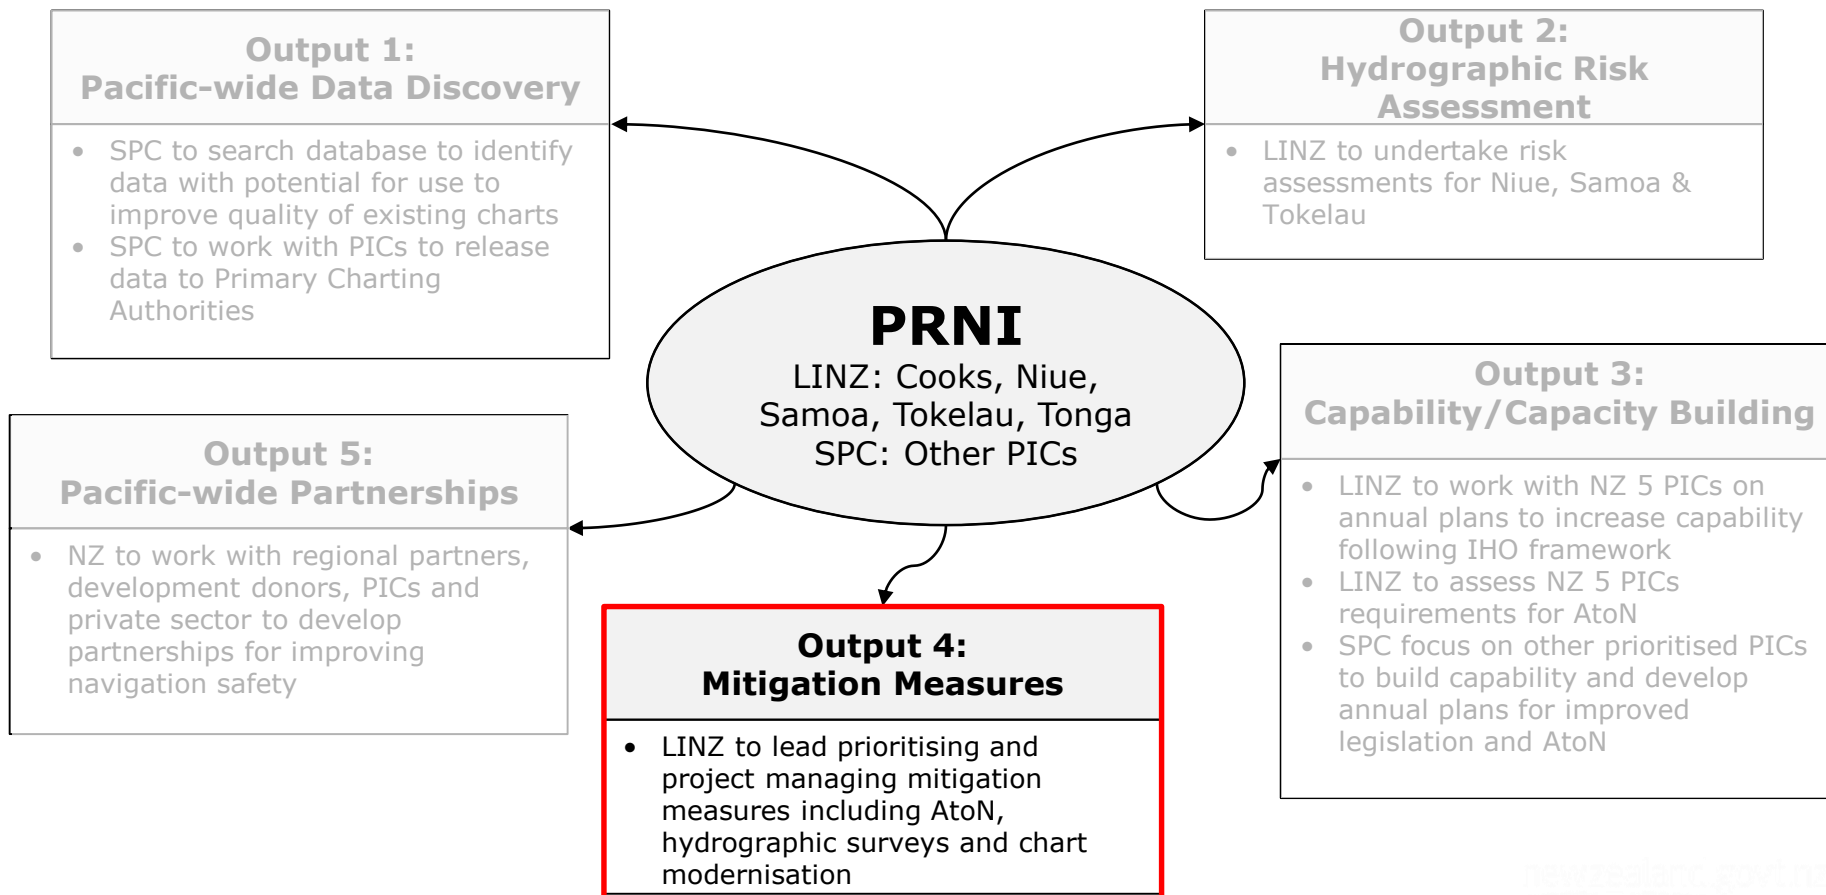 Output 1:
Pacific-wide Data Discovery
• SPC to search database to identify
data with potential for use to
improve quality of existing charts
• SPC to work with PICs to release
data to Primary Charting
Authorities
Output 2:
Hydrographic Risk
Assessment
• LINZ to undertake risk
assessments for Niue, Samoa &
Tokelau
PRNI
LINZ: Cooks, Niue,
Samoa, Tokelau, Tonga
SPC: Other PICs
Output 3:
Capability/Capacity Building
• LINZ to work with NZ 5 PICs on
annual plans to increase capability
following IHO framework
• LINZ to assess NZ 5 PICs
requirements for AtoN
• SPC focus on other prioritised PICs
to build capability and develop
annual plans for improved
legislation and AtoN
Output 5:
Pacific-wide Partnerships
• NZ to work with regional partners,
development donors, PICs and
private sector to develop
partnerships for improving
navigation safety
Output 4:
Mitigation Measures
• LINZ to lead prioritising and
project managing mitigation
measures including AtoN,
hydrographic surveys and chart
modernisation
newzealand.govt.nz